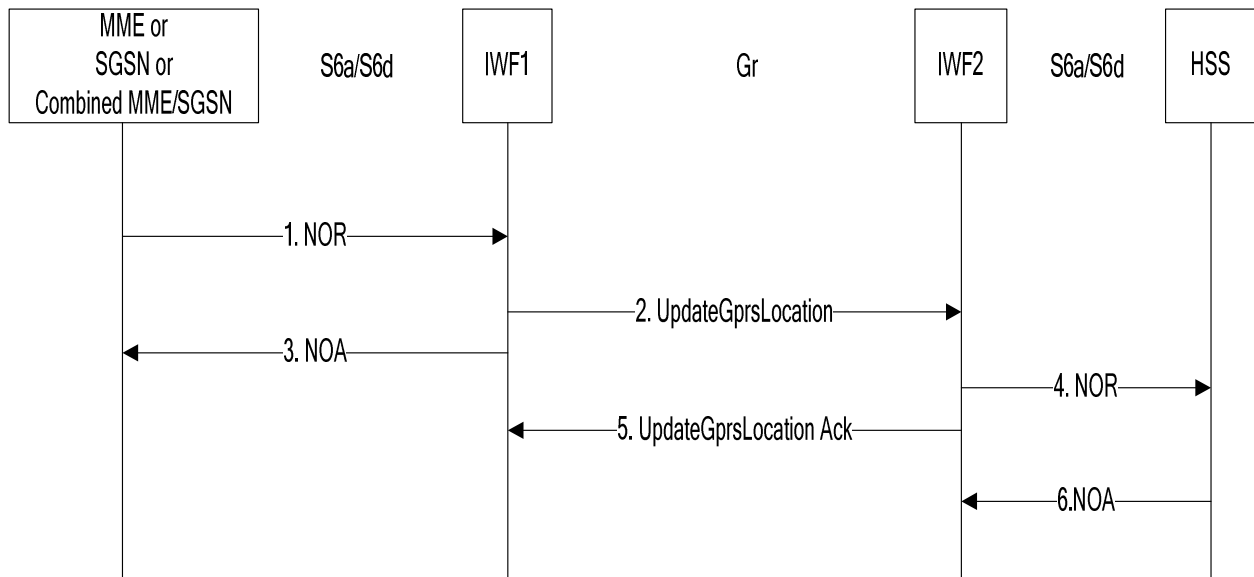 MME or
SGSN or
Combined MME/SGSN
S6a/S6d
IWF1
Gr
IWF2
S6a/S6d
HSS
1. NOR
2. UpdateGprsLocation
3. NOA
4. NOR
5. UpdateGprsLocation Ack
6.NOA